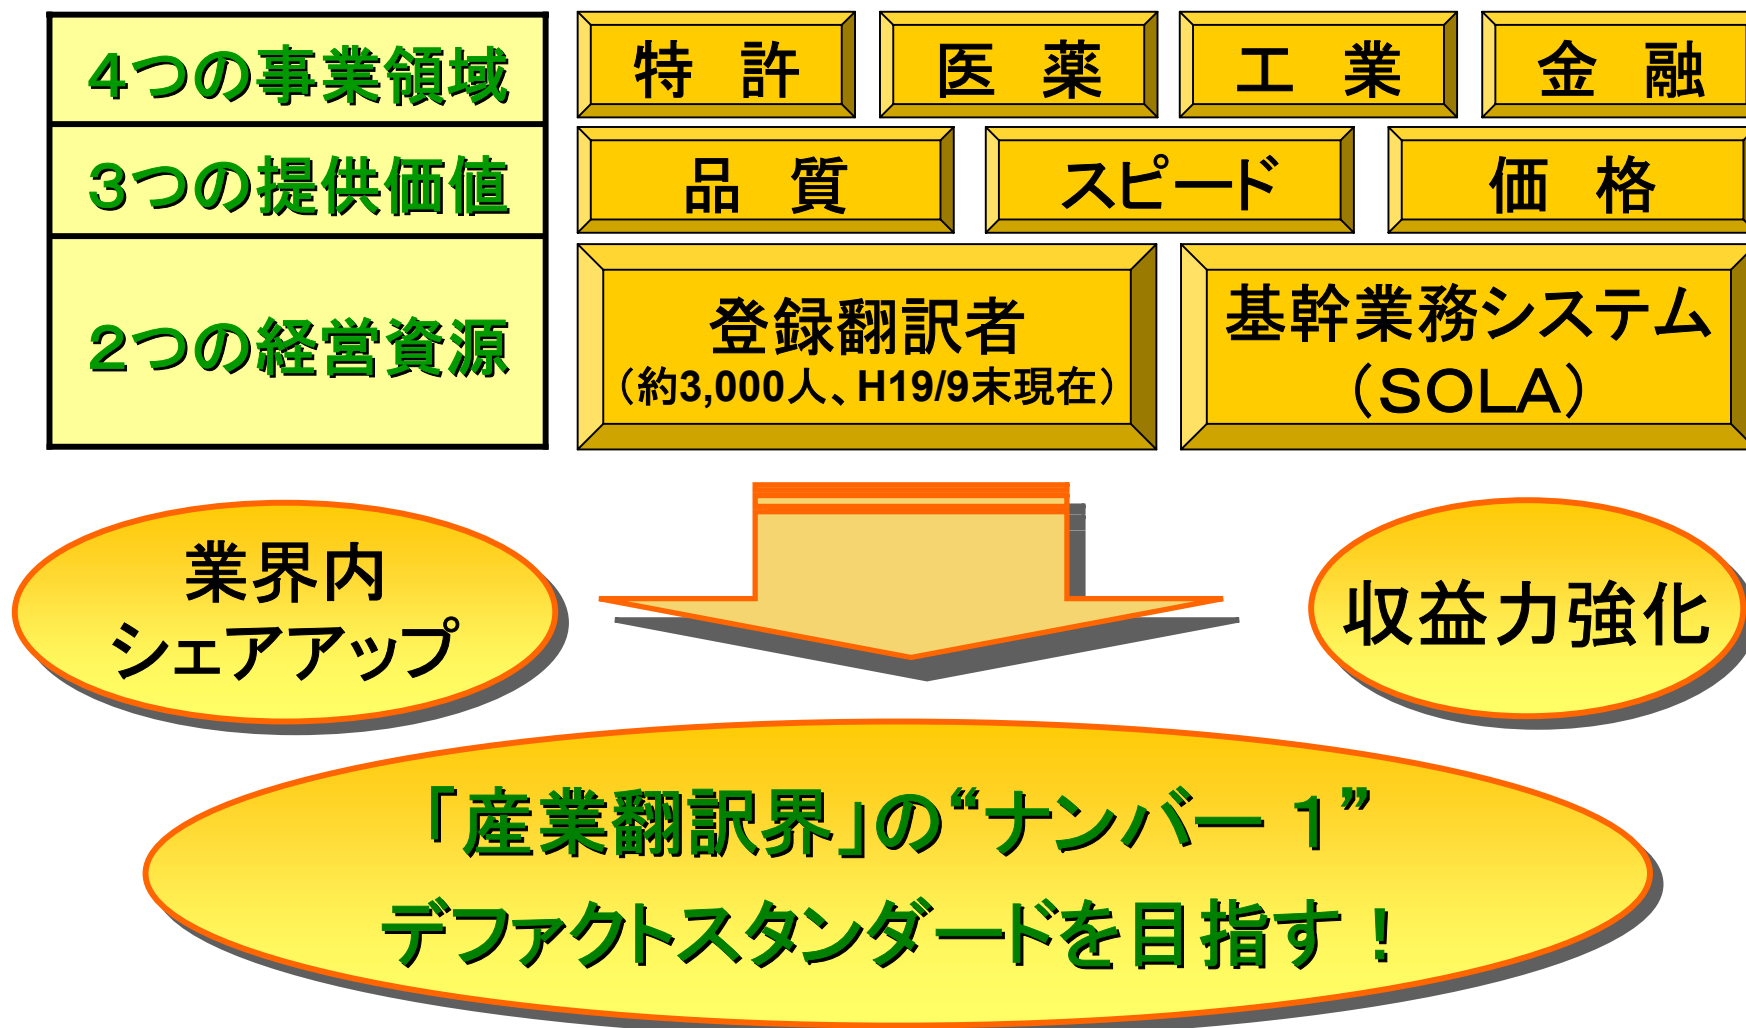 ４つの事業領域
特　許
医　薬
工　業
金　融
３つの提供価値
品　質
スピード
価　格
２つの経営資源
登録翻訳者
（約3,000人、H19/9末現在）
基幹業務システム
（ＳＯＬＡ）
業界内
シェアアップ
収益力強化
「産業翻訳界」の“ナンバー１”
デファクトスタンダードを目指す！